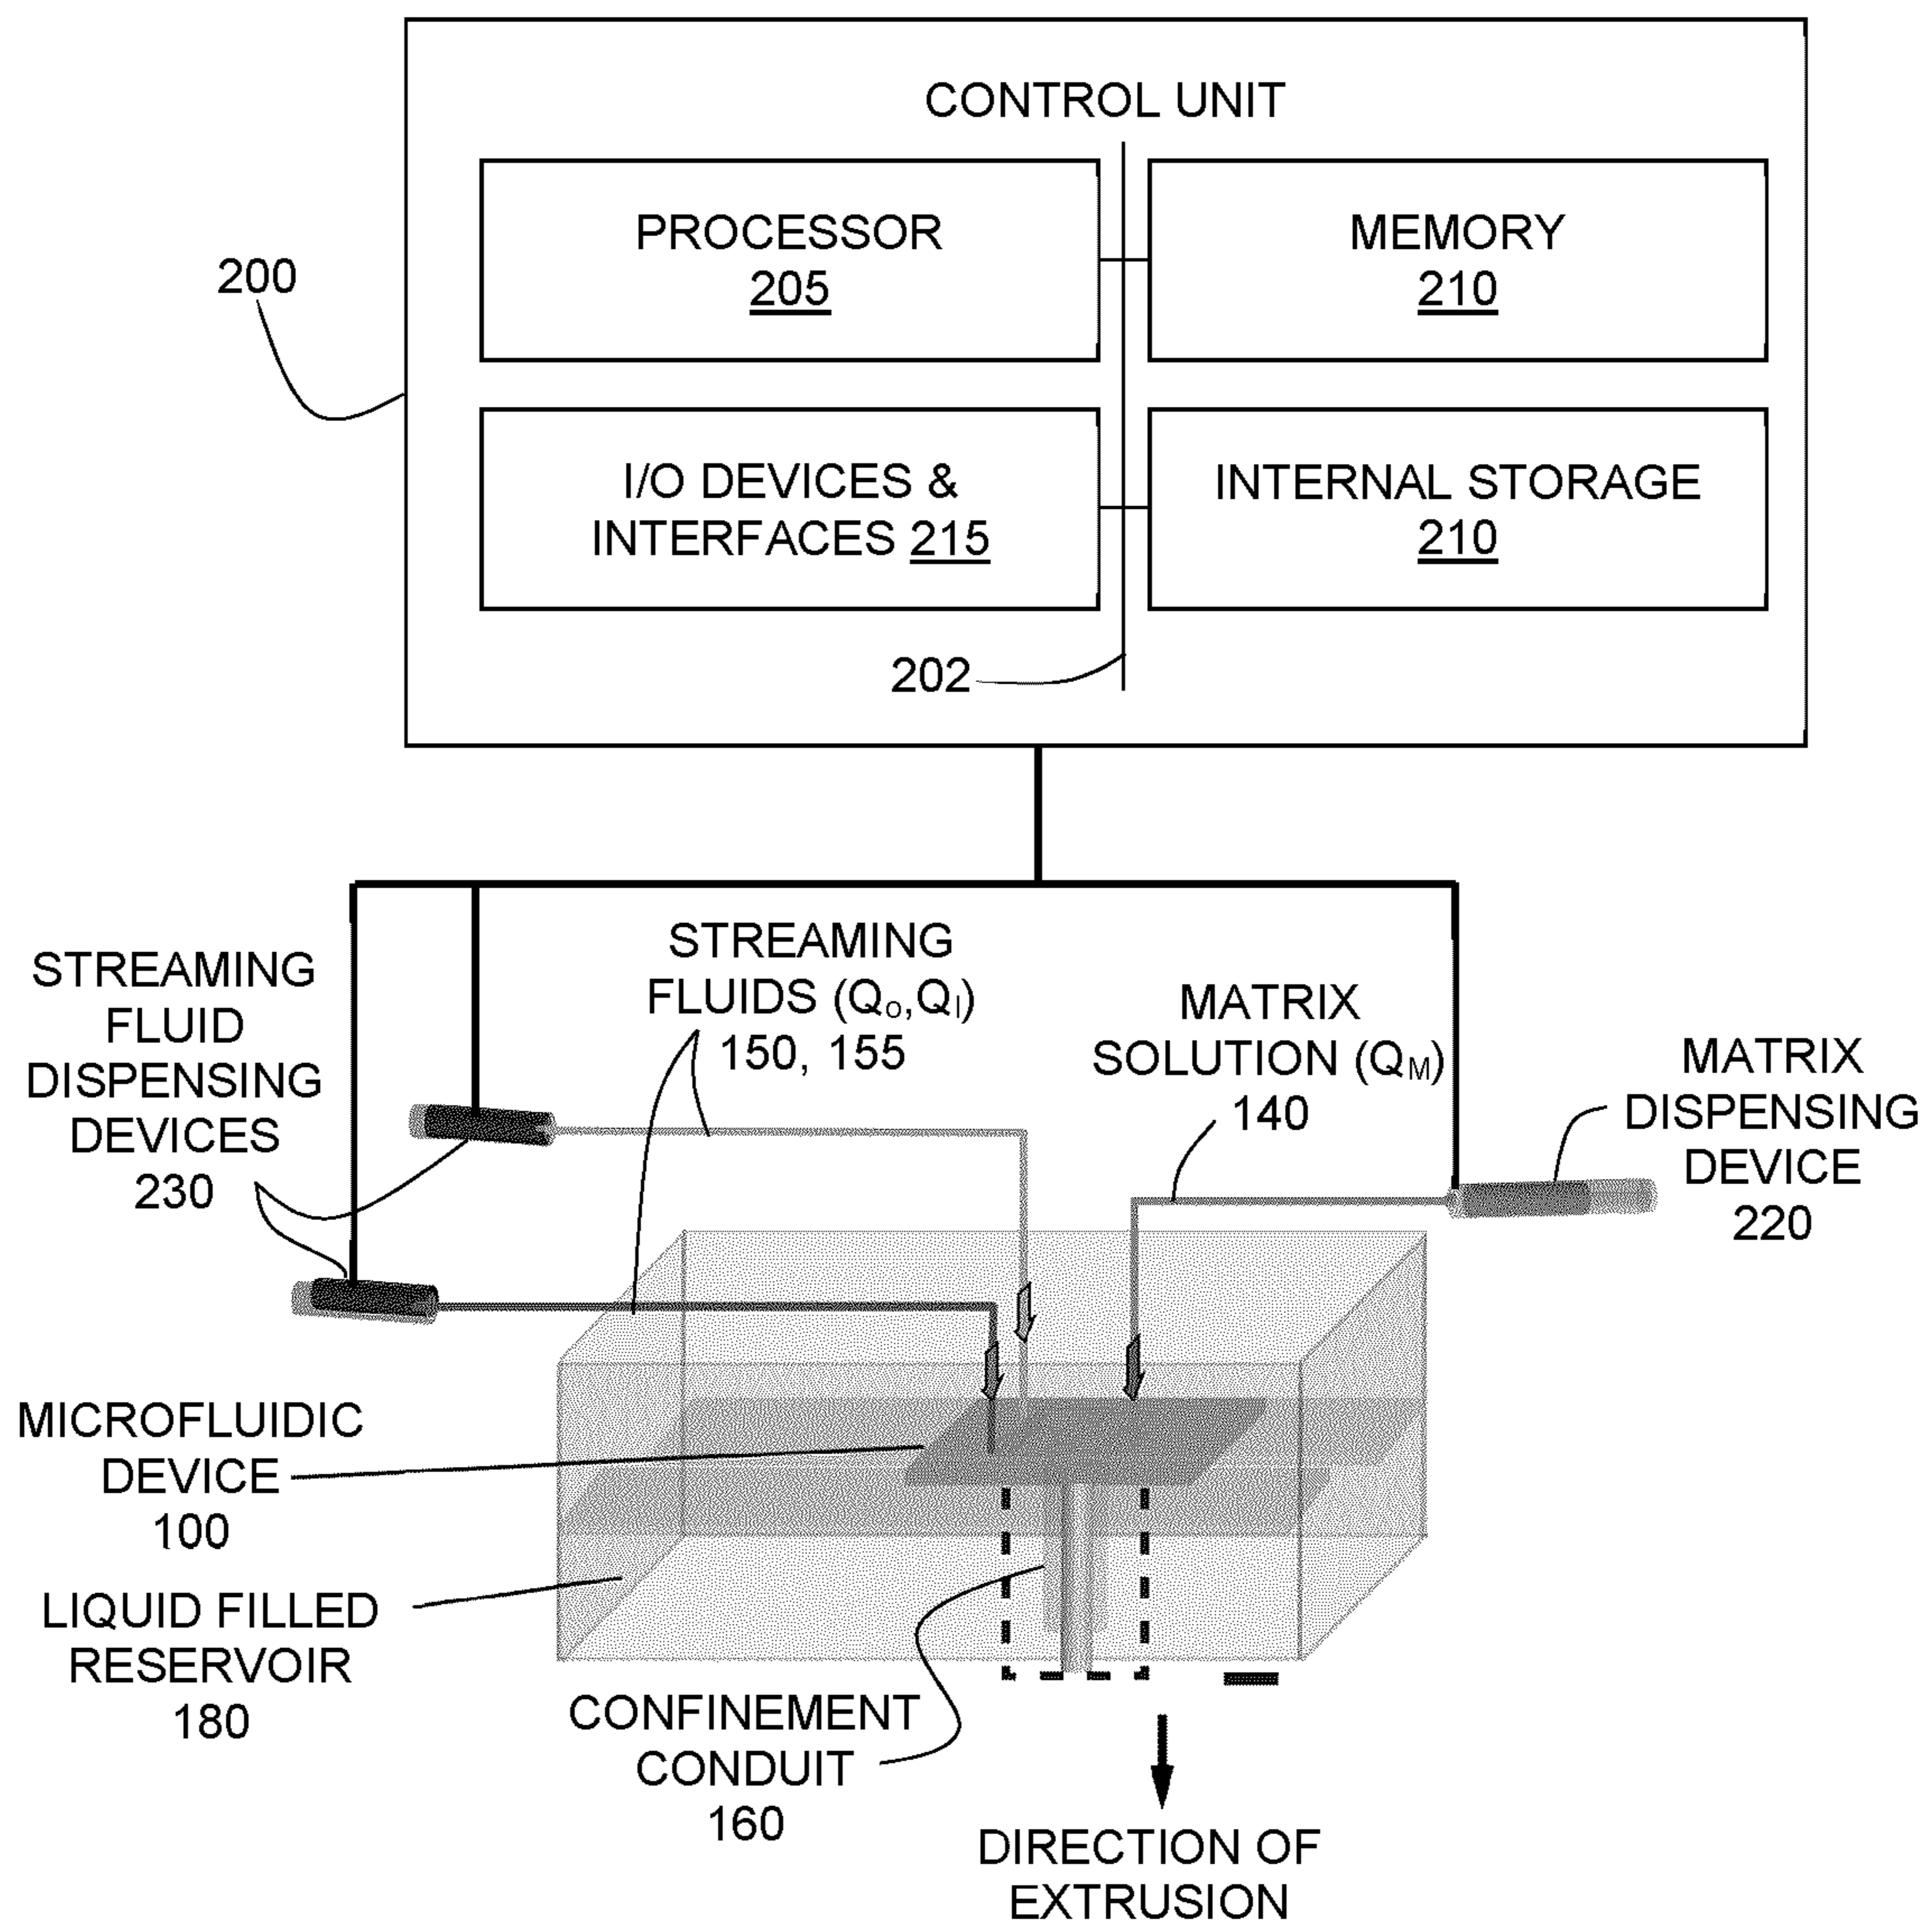 CONTROL UNIT
PROCESSOR
205
MEMORY
210
200
I/O DEVICES &
INTERFACES 215
INTERNAL STORAGE
210
202
STREAMING
FLUID
DISPENSING
DEVICES
230
STREAMING
FLUIDS (Qo,QI)
150, 155
MATRIX
SOLUTION (QM)
140
MATRIX
DISPENSING
DEVICE
220
MICROFLUIDIC
DEVICE
100
LIQUID FILLED
RESERVOIR
180
CONFINEMENT
CONDUIT
160
DIRECTION OF
EXTRUSION